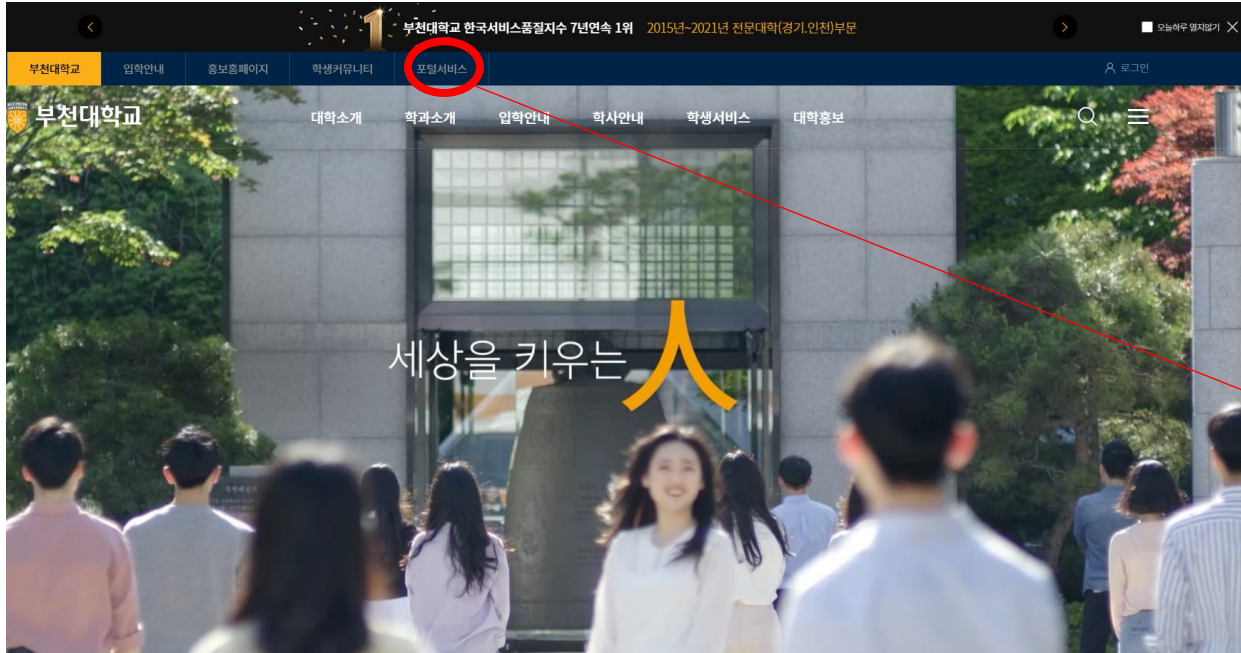 1 부천대학교 한국서비스품질지수 7년연속 1위 2015년~2021년 전문대학(경기.인천)부문 오늘하루 열지않기
부천대학교 입학안내 홍보홈페이지 학생커뮤니티 포털서비스 로그인
부천대학교 대학소개 학과소개 입학안내 학사안내 학생서비스 대학홍보
세상을 키우는 人